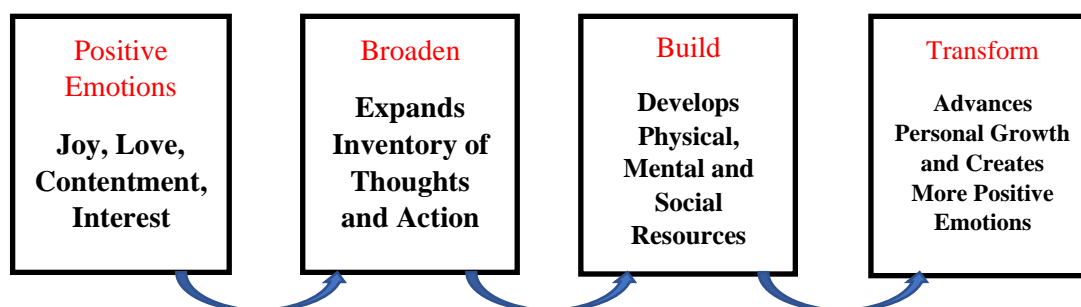 Positive
Emotions
Joy, Love,
Contentment,
Interest
Broaden
Expands
Inventory of
Thoughts
and Action
Build
Develops
Physical,
Mental and
Social
Resources
Transform
Advances
Personal Growth
and Creates
More Positive
Emotions